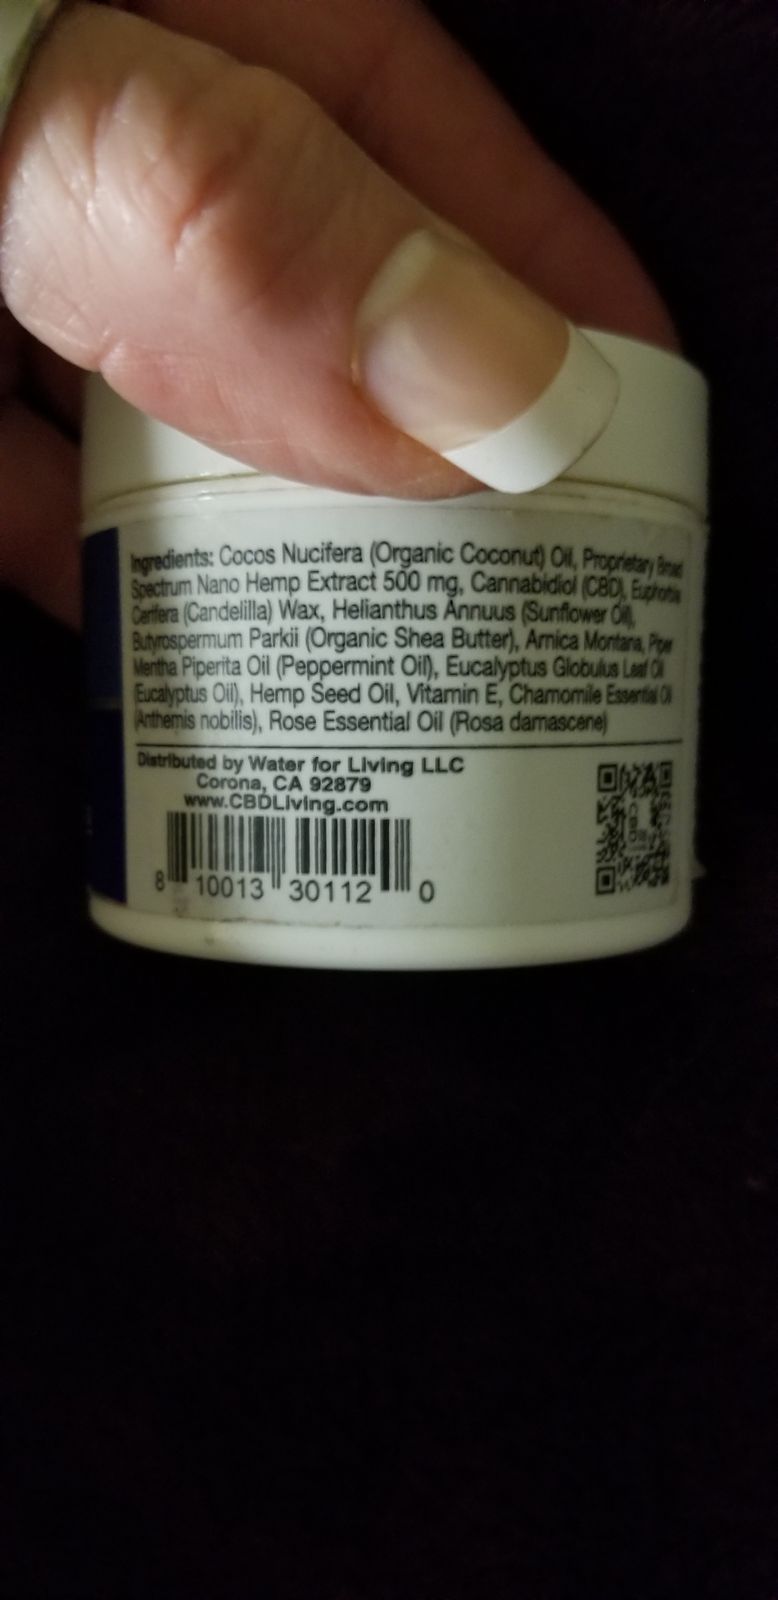 Ingredients: Cocos Nucifera (Organic Coconut) Oil, Proprietary Broad
Spectrum Nano Hemp Extract 500 mg, Cannabidiol (CBD), Euphorbia
Cerifera (Candelilla) Wax, Helianthus Annuus (Sunflower Oil),
Butyrospermum Parkii (Organic Shea Butter), Arnica Montana, Piper
Mentha Piperita Oil (Peppermint Oil), Eucalyptus Globulus Leaf Oil
(Eucalyptus Oil), Hemp Seed Oil, Vitamin E, Chamomile Essential Oil
(Anthemis nobilis), Rose Essential Oil (Rosa damascene)
Distributed by Water for Living LLC
Corona, CA 92879
www.CBDLiving.com
8 10013 30112 0